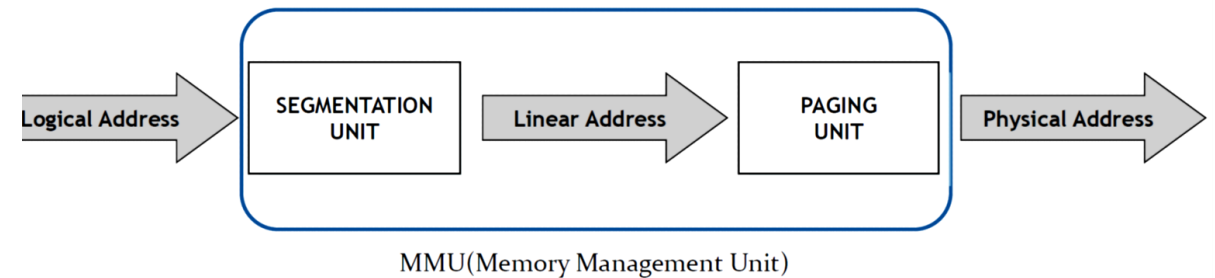 Logical Address
SEGMENTATION
UNIT
Linear Address
PAGING
UNIT
Physical Address
MMU(Memory Management Unit)